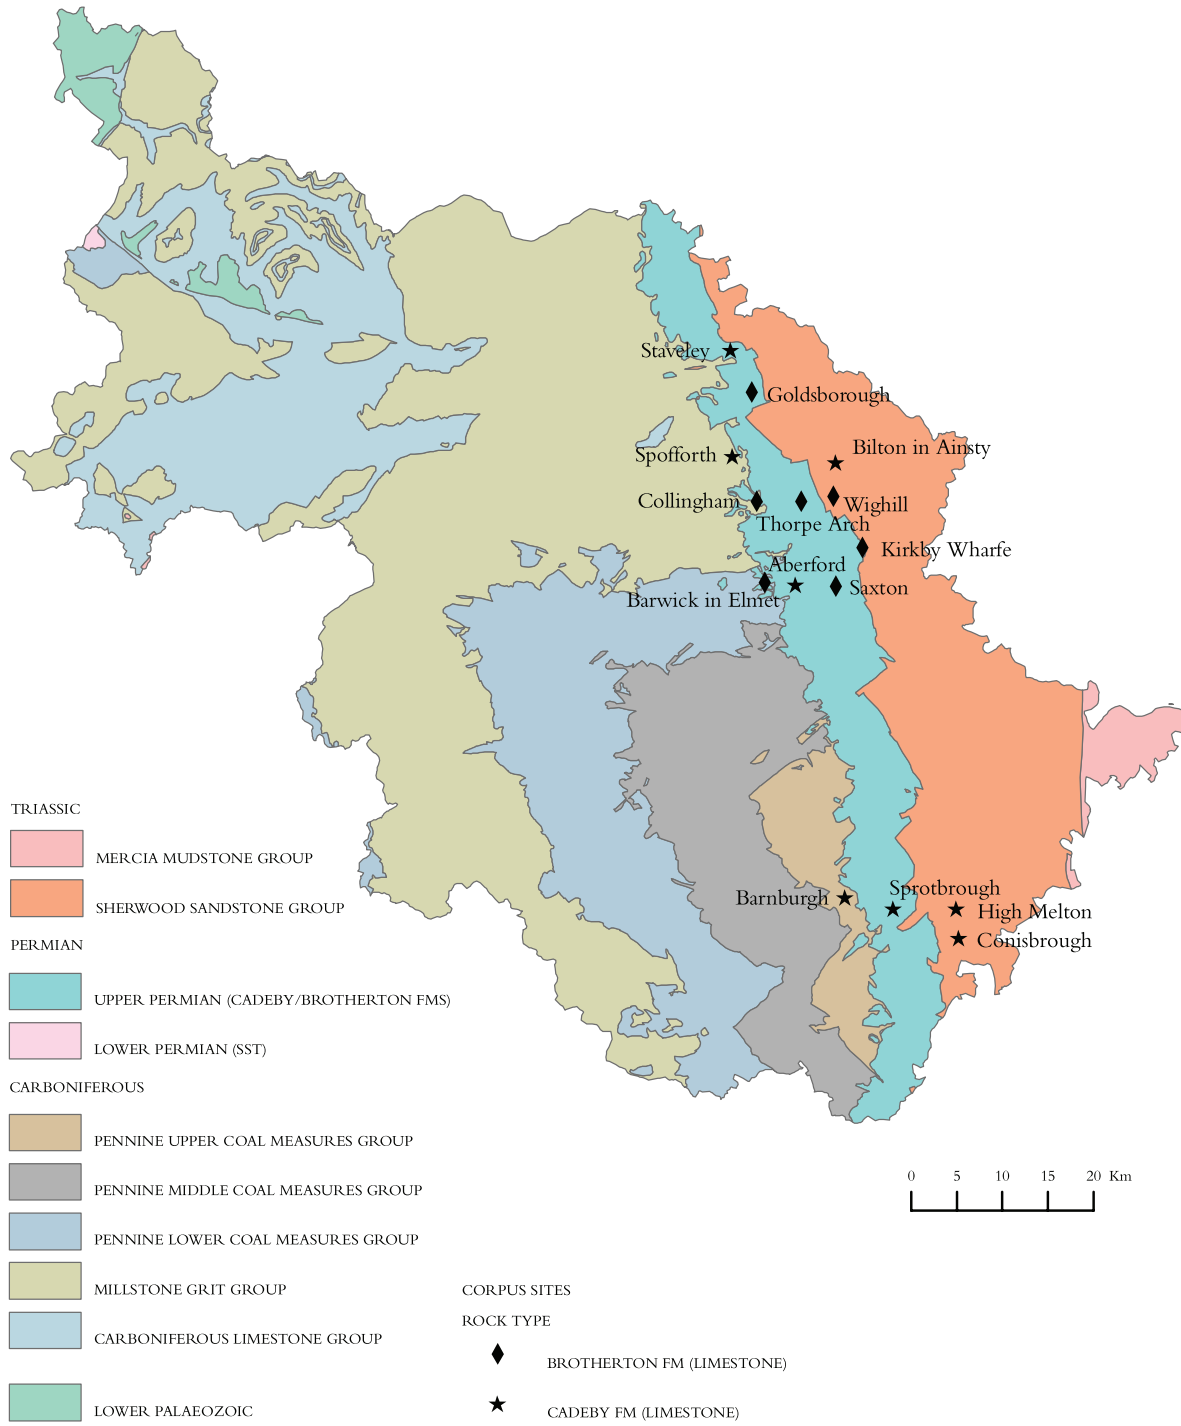 Staveley
Goldsborough
Bilton in Ainsty
Spofforth
Collingham
Wighill
Thorpe Arch
Kirkby Wharfe
Aberford
Saxton
Barwick in Elmet
TRIASSIC
MERCIA MUDSTONE GROUP
SHERWOOD SANDSTONE GROUP
Sprotbrough
Barnburgh
High Melton
Conisbrough
PERMIAN
UPPER PERMIAN (CADEBY/BROTHERTON FMS)
LOWER PERMIAN (SST)
CARBONIFEROUS
PENNINE UPPER COAL MEASURES GROUP
PENNINE MIDDLE COAL MEASURES GROUP
PENNINE LOWER COAL MEASURES GROUP
MILLSTONE GRIT GROUP
CARBONIFEROUS LIMESTONE GROUP
LOWER PALAEOZOIC
0 5 10 15 20 Km
CORPUS SITES
ROCK TYPE
BROTHERTON FM (LIMESTONE)
CADEBY FM (LIMESTONE)